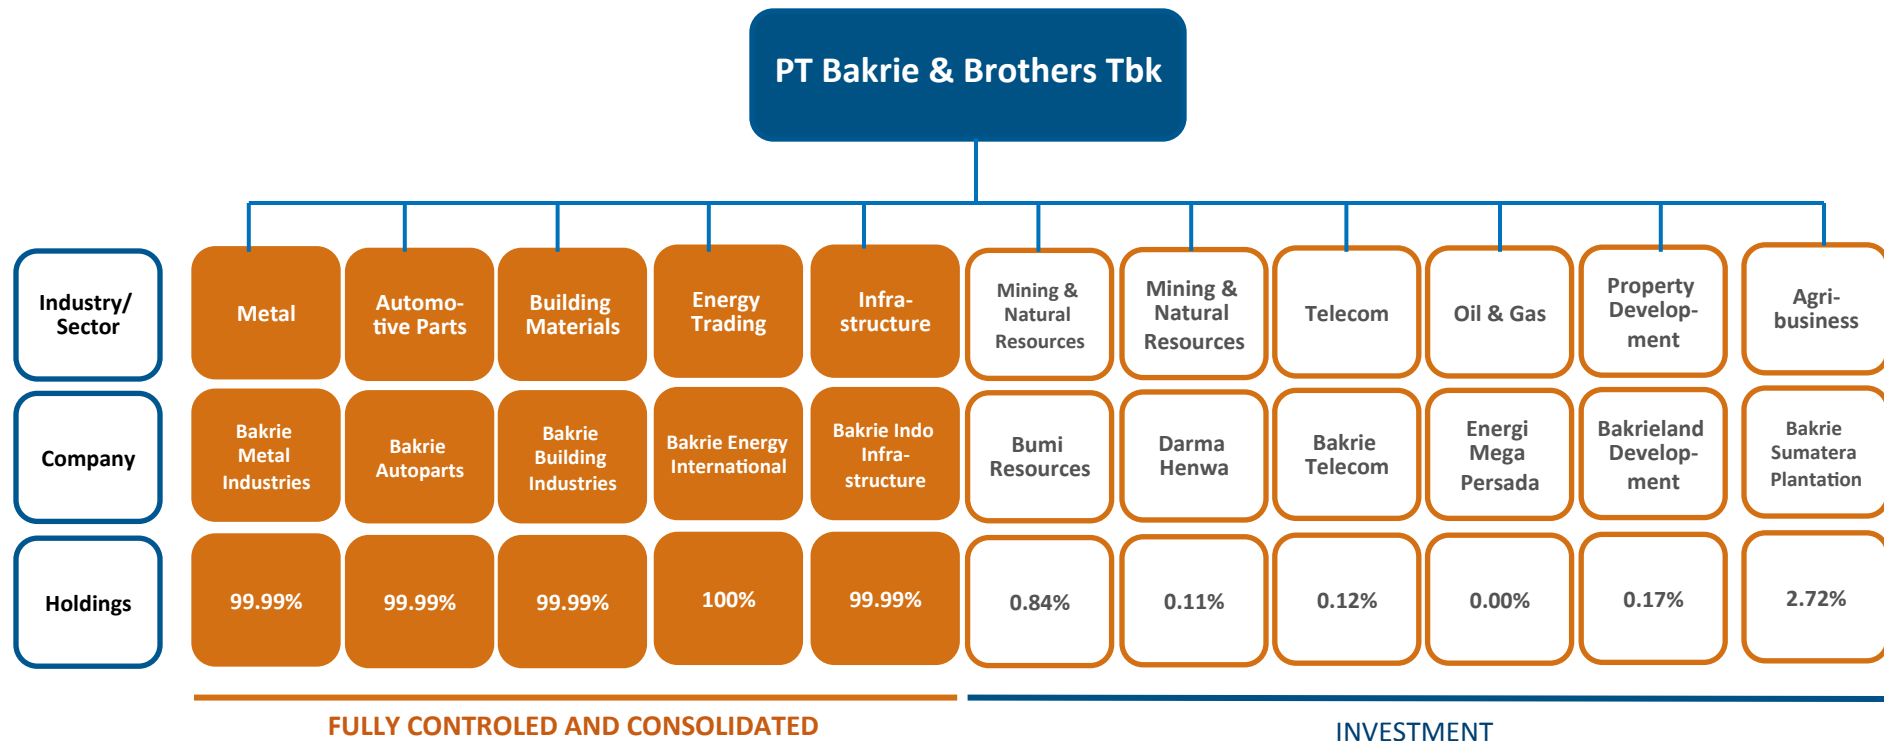 PT Bakrie & Brothers Tbk
Industry/
Sector
Metal
Automo-
tive Parts
Building
Materials
Energy
Trading
Infra-
structure
Mining &
Natural
Resources
Mining &
Natural
Resources
Telecom
Oil & Gas
Property
Develop-
ment
Agri-
business
Company
Bakrie
Metal
Industries
Bakrie
Autoparts
Bakrie
Building
Industries
Bakrie Energy
International
Bakrie Indo
Infra-
structure
Bumi
Resources
Darma
Henwa
Bakrie
Telecom
Energi
Mega
Persada
Bakrieland
Develop-
ment
Bakrie
Sumatera
Plantation
Holdings
99.99%
99.99%
99.99%
100%
99.99%
0.84%
0.11%
0.12%
0.00%
0.17%
2.72%
FULLY CONTROLED AND CONSOLIDATED
INVESTMENT